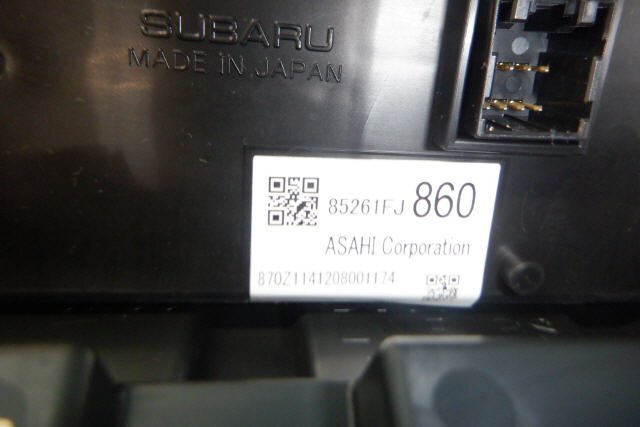 SUBARU
MADE IN JAPAN
85261FJ 860
ASAHI Corporation
870Z1141208001174